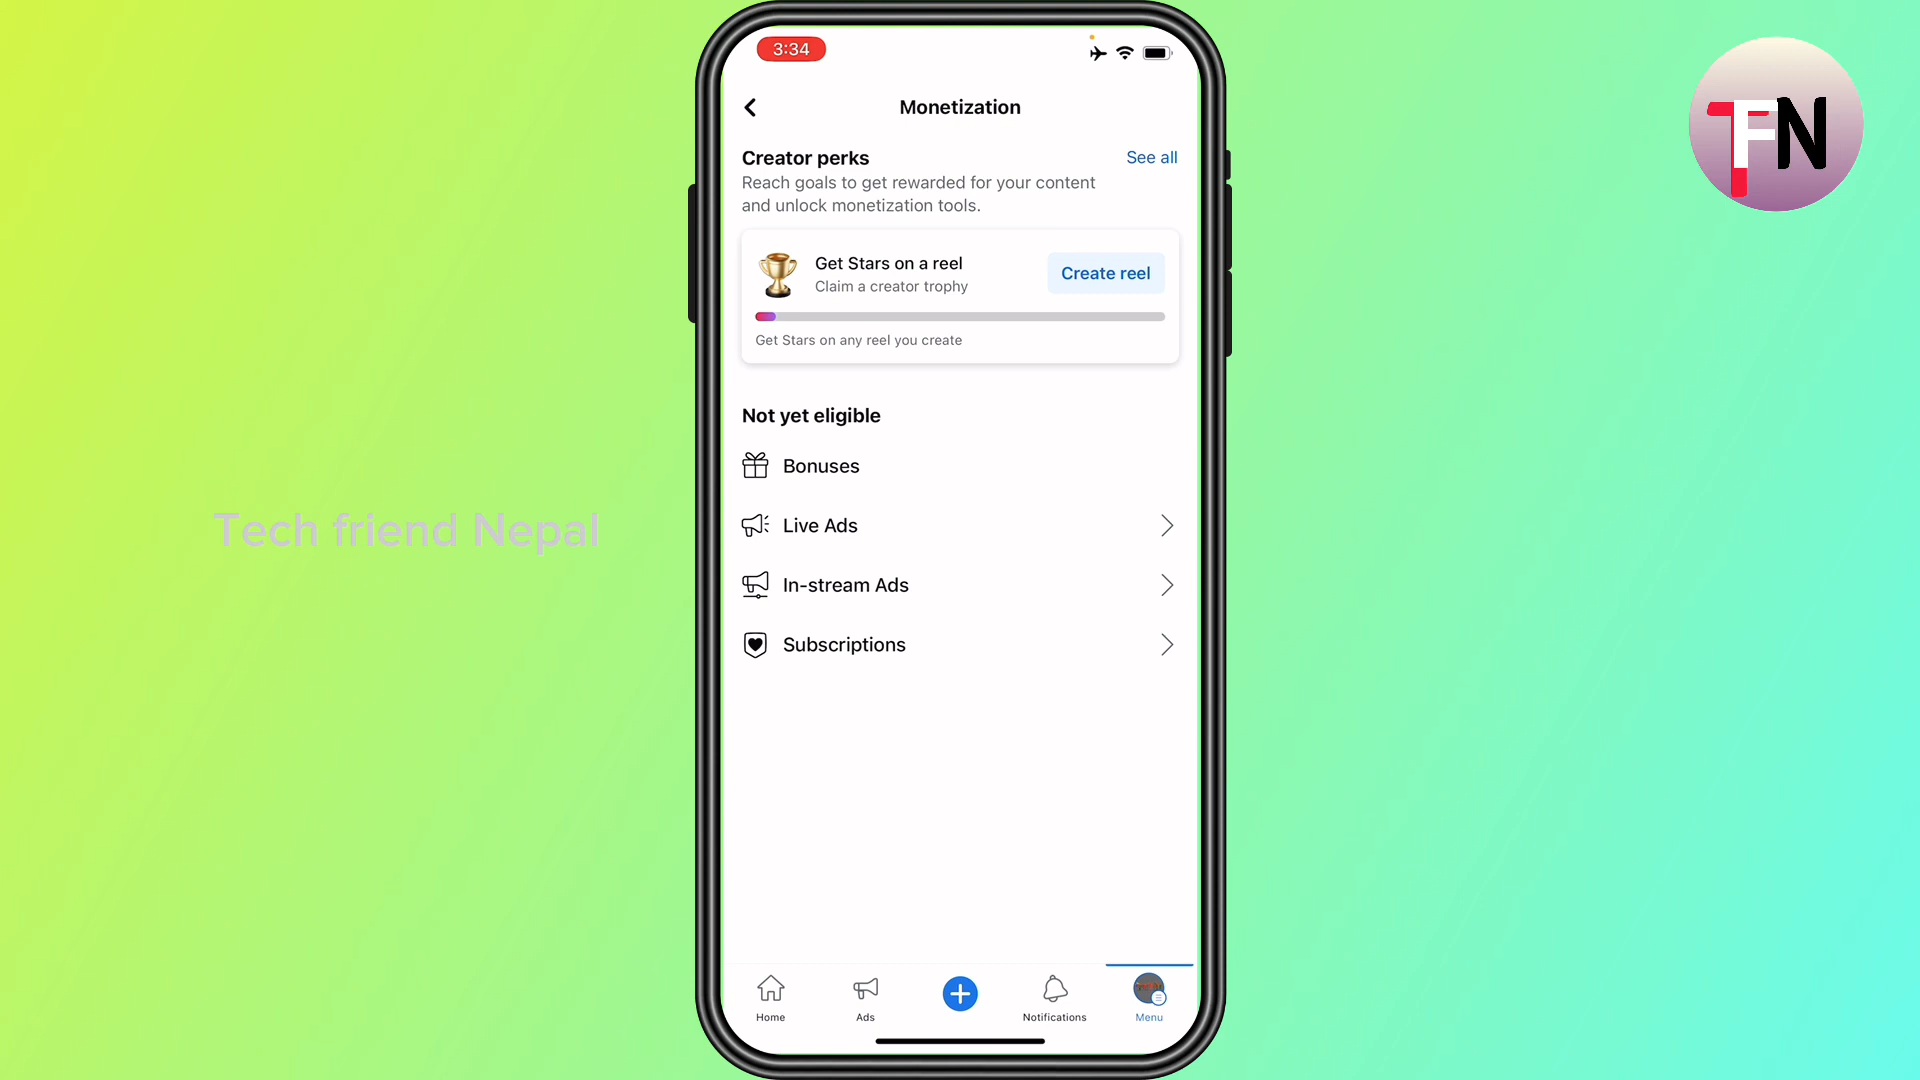 3:34
TFN
Monetization
Creator perks
See all
Reach goals to get rewarded for your content
and unlock monetization tools.
Get Stars on a reel
Claim a creator trophy
Create reel
Get Stars on any reel you create
Not yet eligible
Bonuses
Live Ads
Tech friend Nepal
In-stream Ads
Subscriptions
Home
Ads
Notifications
Menu